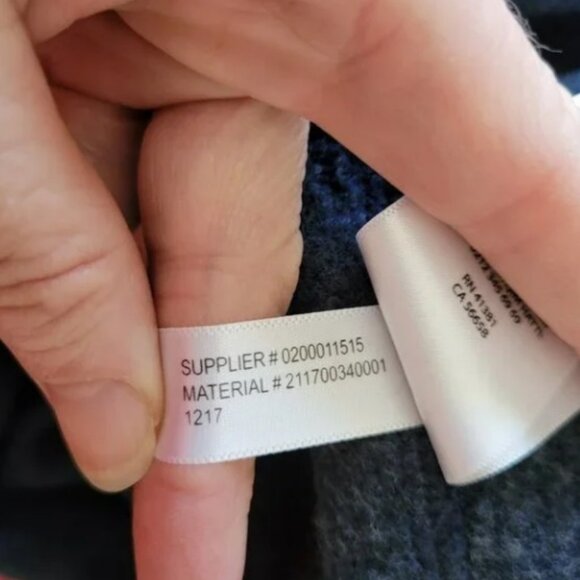 SUPPLIER # 0200011515
MATERIAL # 211700340001
1217
RN 41381
CA 56658